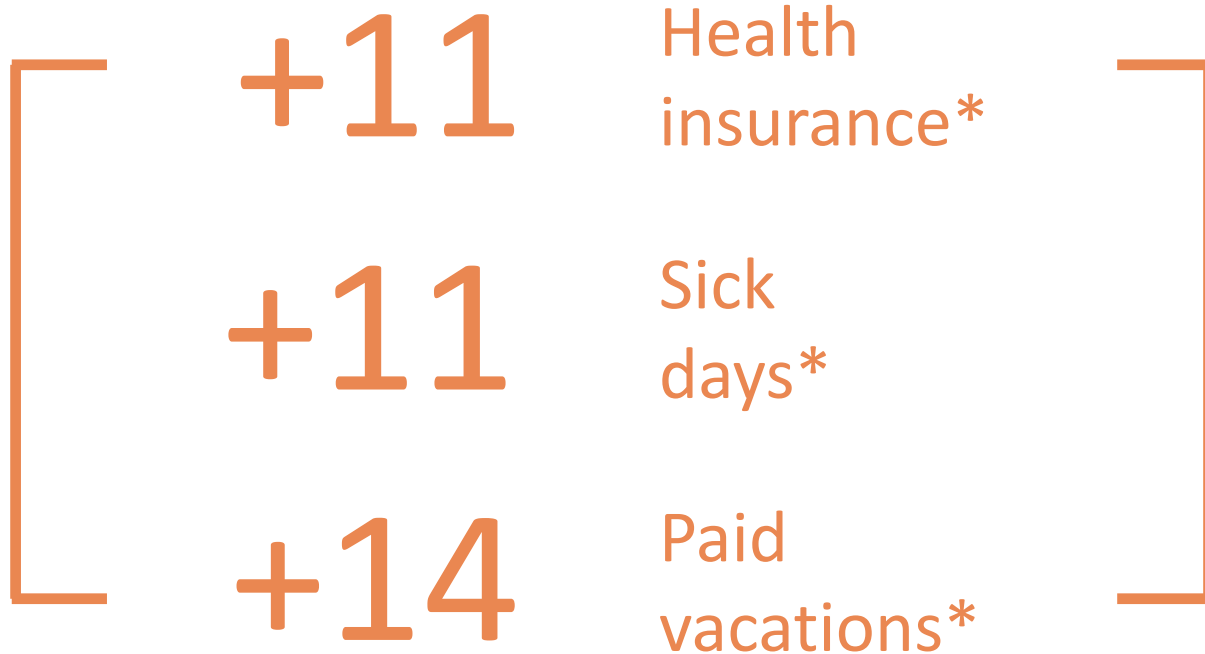 +11 Health
insurance*
+11 Sick
days*
+14 Paid
vacations*